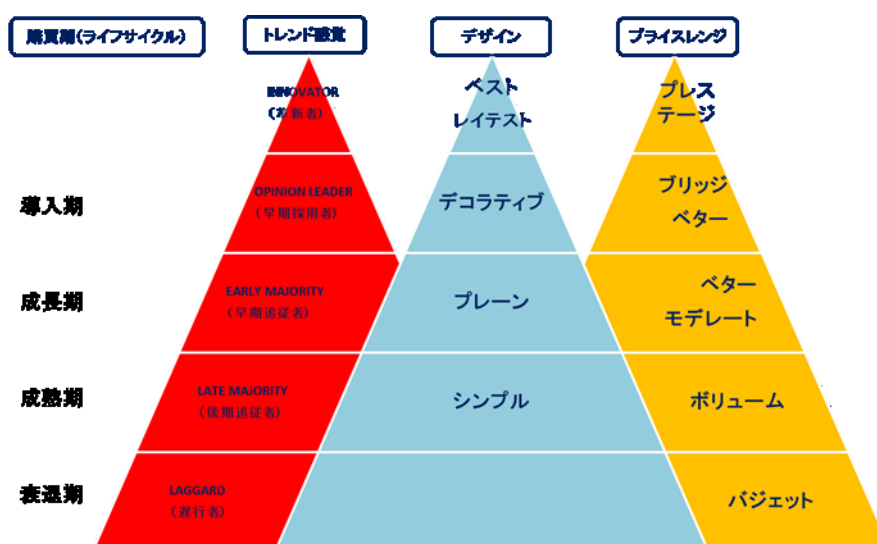 購買期(ライフサイクル)
トレンド感覚
デザイン
プライスレンジ
INNOVATOR
(革新者)
ベスト
レイテスト
プレス
テージ
導入期
OPINION LEADER
(早期採用者)
デコラティブ
ブリッジ
ベター
成長期
EARLY MAJORITY
(早期追従者)
プレーン
ベター
モデレート
成熟期
LATE MAJORITY
(後期追従者)
シンプル
ボリューム
衰退期
LAGGARD
(遅行者)
バジェット